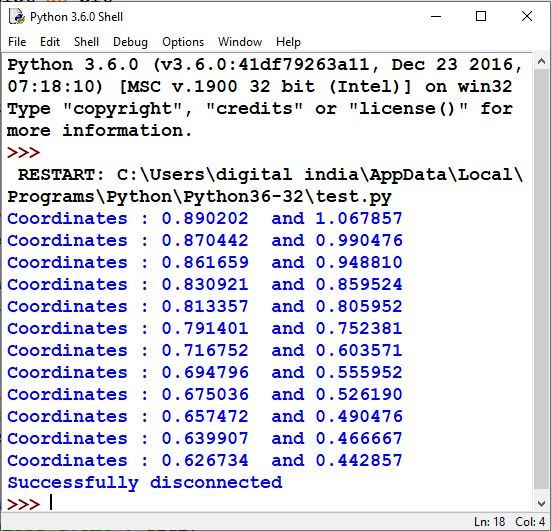 Python 3.6.0 Shell
File Edit Shell Debug Options Window Help
Python 3.6.0 (v3.6.0:41df79263a11, Dec 23 2016,
07:18:10) [MSC v.1900 32 bit (Intel)] on win32
Type "copyright", "credits" or "license()" for
more information.
>>>
 RESTART: C:\Users\digital india\AppData\Local\
Programs\Python\Python36-32\test.py
Coordinates : 0.890202  and 1.067857
Coordinates : 0.870442  and 0.990476
Coordinates : 0.861659  and 0.948810
Coordinates : 0.830921  and 0.859524
Coordinates : 0.813357  and 0.805952
Coordinates : 0.791401  and 0.752381
Coordinates : 0.716752  and 0.603571
Coordinates : 0.694796  and 0.555952
Coordinates : 0.675036  and 0.526190
Coordinates : 0.657472  and 0.490476
Coordinates : 0.639907  and 0.466667
Coordinates : 0.626734  and 0.442857
Successfully disconnected
>>>
Ln: 18 Col: 4